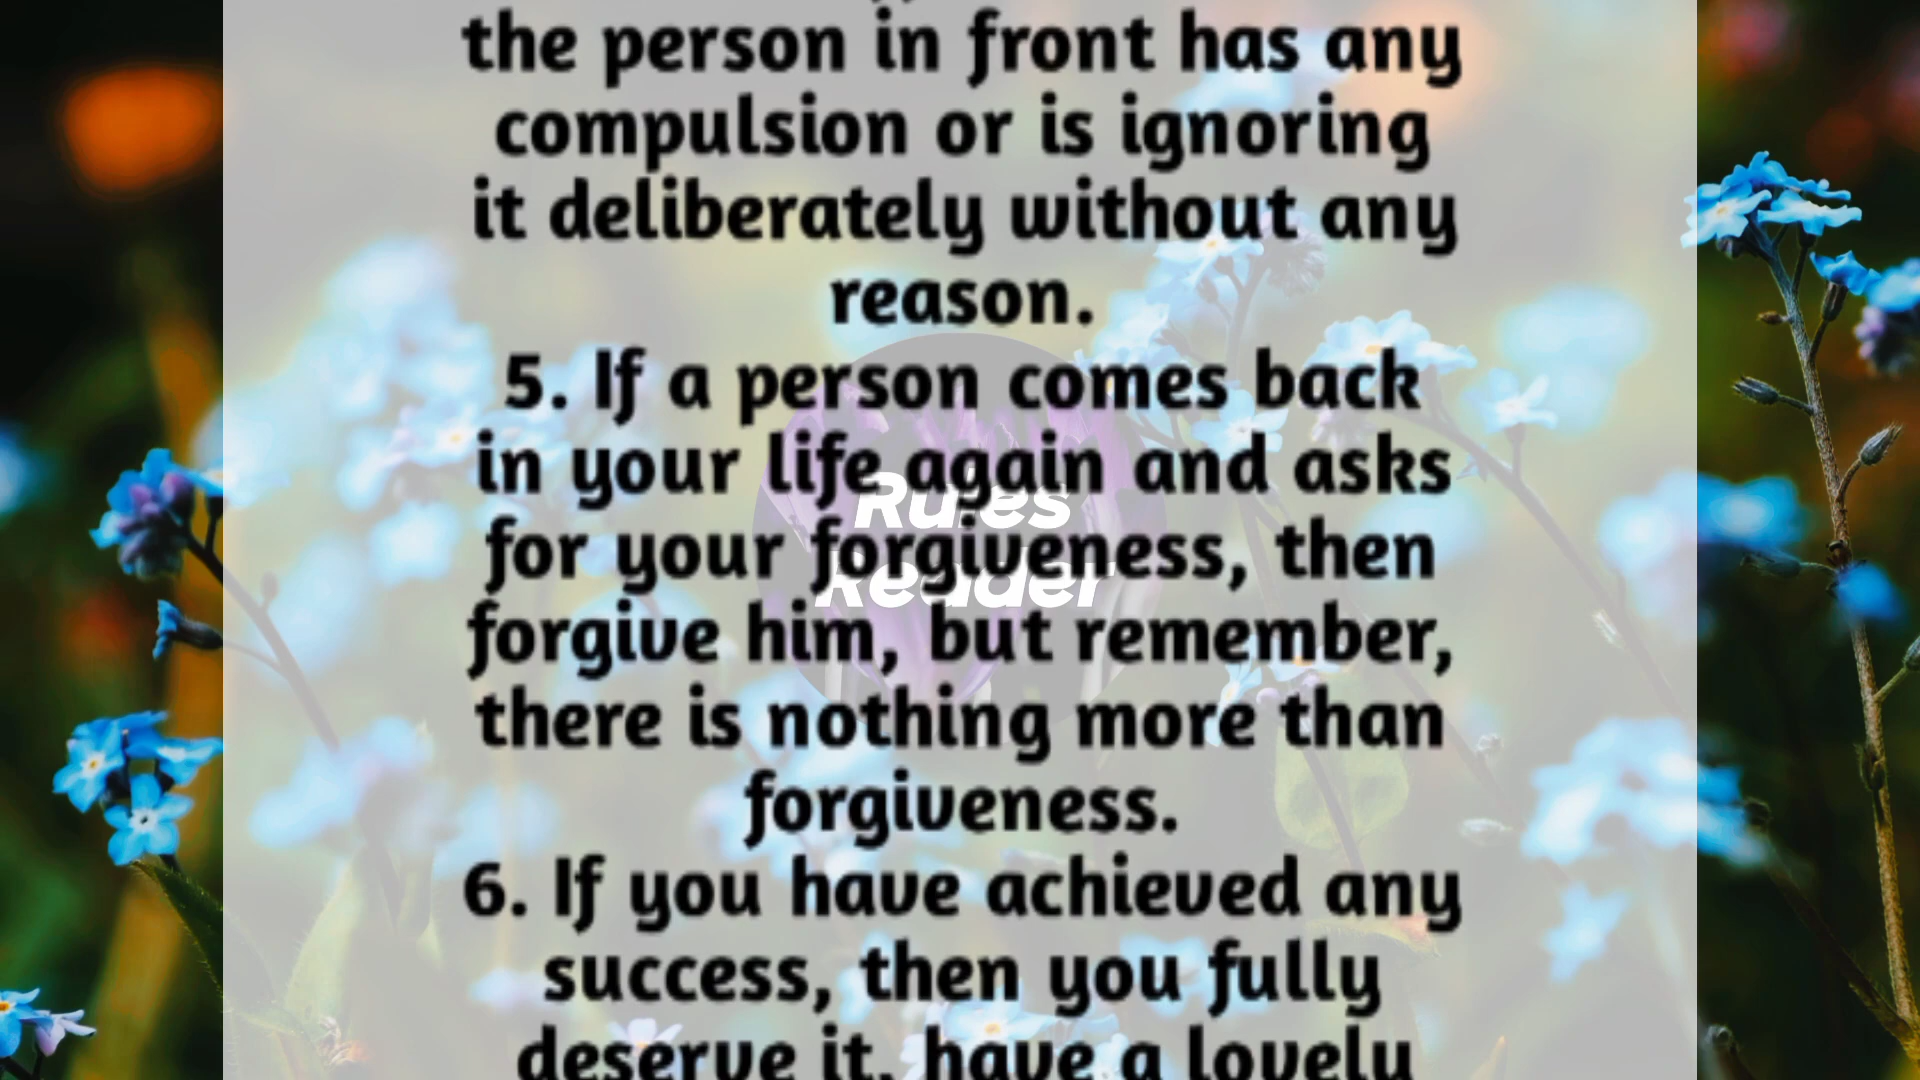 the person in front has any
compulsion or is ignoring
it deliberately without any
reason.
5. If a person comes back
in your life again and asks
for your forgiveness, then
forgive him, but remember,
there is nothing more than
forgiveness.
6. If you have achieved any
success, then you fully
deserve it, have a lovely
Rules
Reader